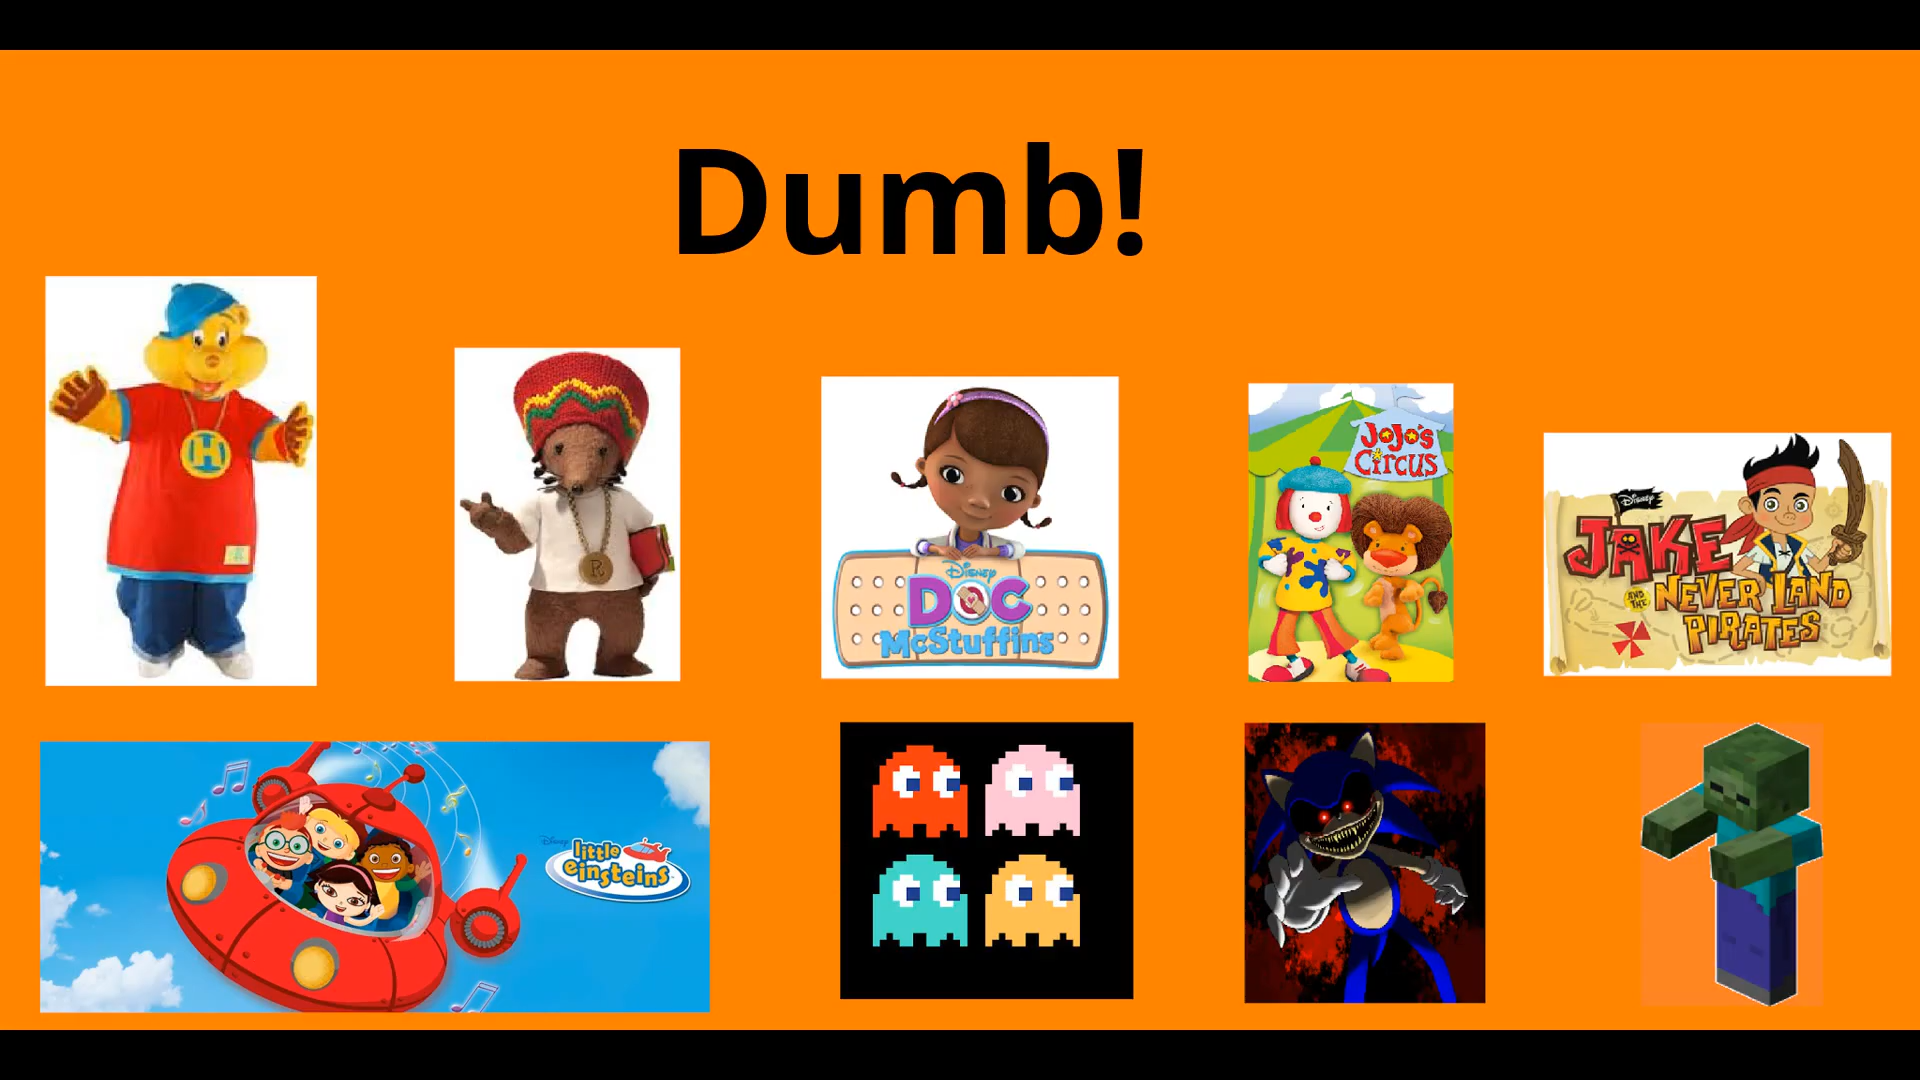 Dumb!
H
R
Disney
DOC
McStuffins
JoJo's
Circus
Disney
JAKE
AND THE
NEVER LAND
PIRATES
Disney
little
einsteins